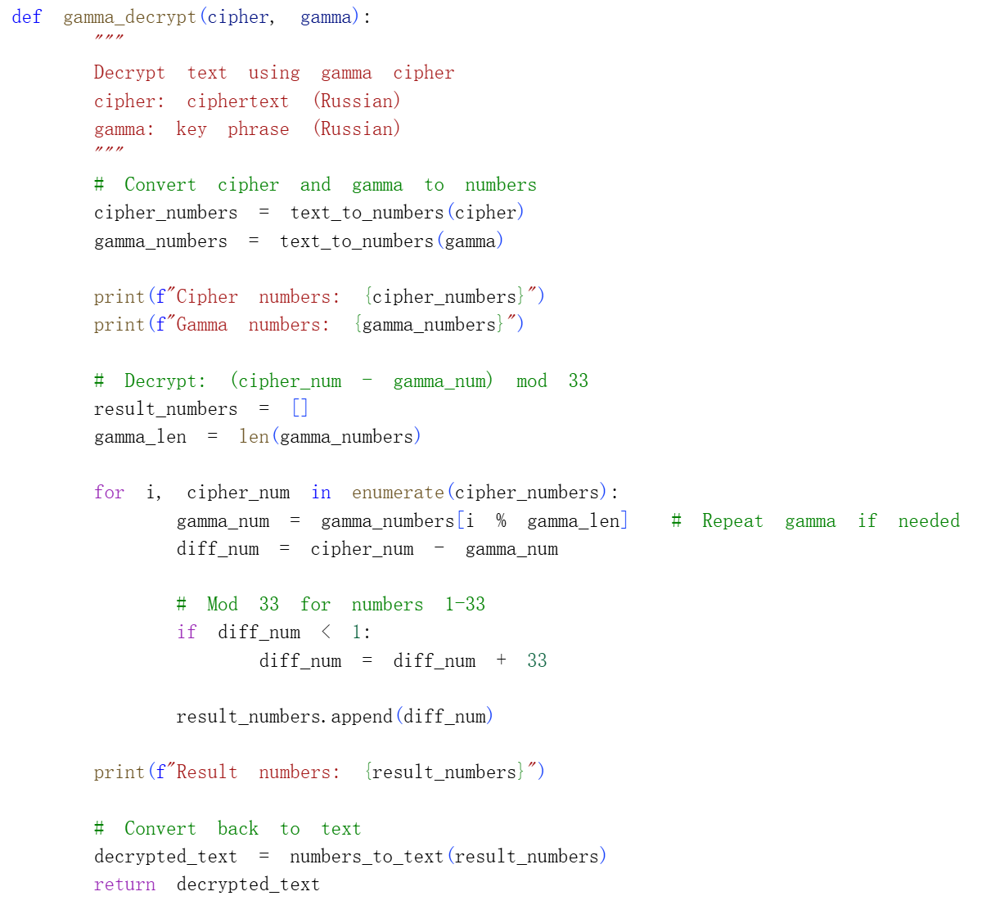 def gamma_decrypt(cipher, gamma):
"""
Decrypt text using gamma cipher
cipher: ciphertext (Russian)
gamma: key phrase (Russian)
"""
# Convert cipher and gamma to numbers
cipher_numbers = text_to_numbers(cipher)
gamma_numbers = text_to_numbers(gamma)
print(f"Cipher numbers: {cipher_numbers}")
print(f"Gamma numbers: {gamma_numbers}")
# Decrypt: (cipher_num - gamma_num) mod 33
result_numbers = []
gamma_len = len(gamma_numbers)
for i, cipher_num in enumerate(cipher_numbers):
gamma_num = gamma_numbers[i % gamma_len] # Repeat gamma if needed
diff_num = cipher_num - gamma_num
# Mod 33 for numbers 1-33
if diff_num < 1:
diff_num = diff_num + 33
result_numbers.append(diff_num)
print(f"Result numbers: {result_numbers}")
# Convert back to text
decrypted_text = numbers_to_text(result_numbers)
return decrypted_text